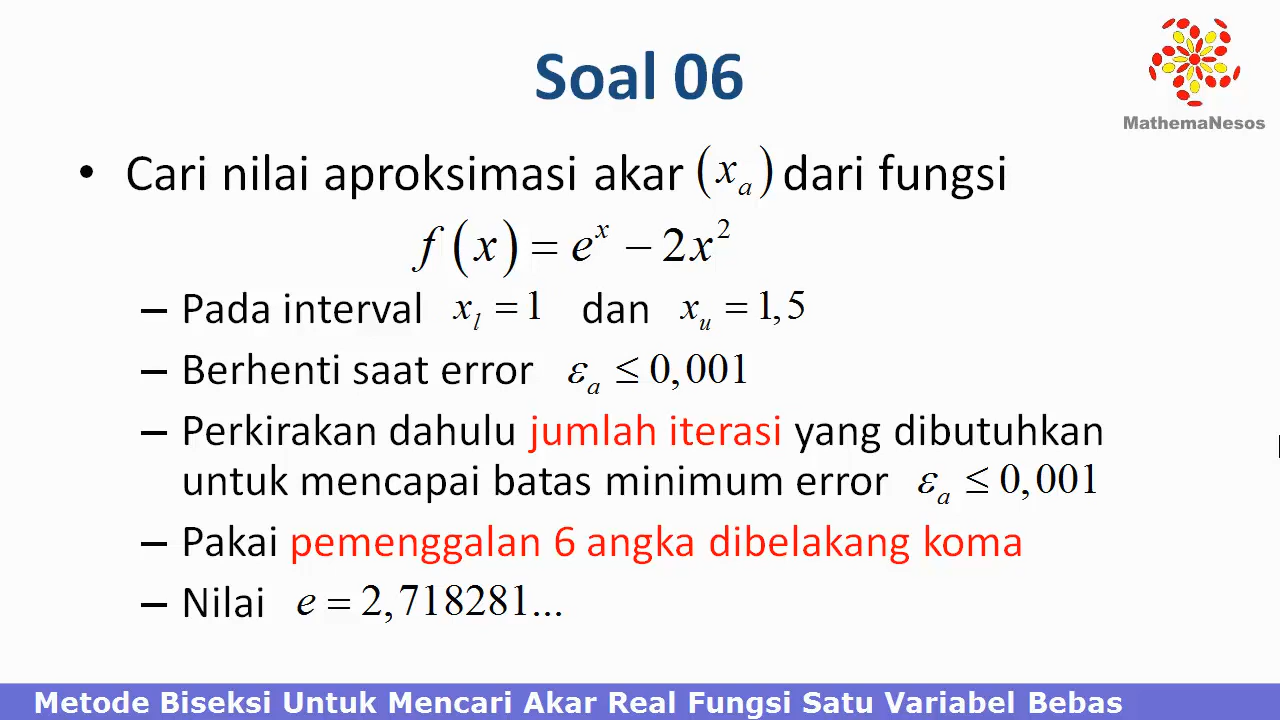 Soal 06
MathemaNesos
• Cari nilai aproksimasi akar (xₐ) dari fungsi
f(x) = eˣ − 2x²
– Pada interval xₗ = 1 dan xᵤ = 1,5
– Berhenti saat error εₐ ≤ 0,001
– Perkirakan dahulu jumlah iterasi yang dibutuhkan
untuk mencapai batas minimum error εₐ ≤ 0,001
– Pakai pemenggalan 6 angka dibelakang koma
– Nilai e = 2,718281...
Metode Biseksi Untuk Mencari Akar Real Fungsi Satu Variabel Bebas